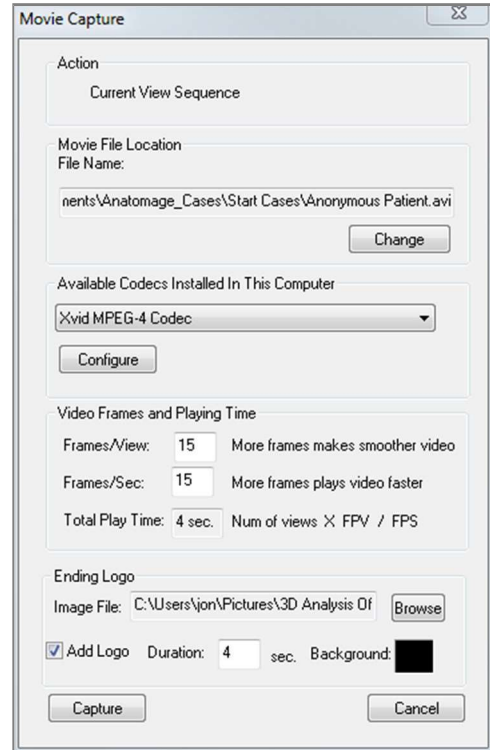 Movie Capture
Action
Current View Sequence
Movie File Location
File Name:
nents\Anatomage_Cases\Start Cases\Anonymous Patient.avi
Change
Available Codecs Installed In This Computer
Xvid MPEG-4 Codec
Configure
Video Frames and Playing Time
Frames/View: 15 More frames makes smoother video
Frames/Sec: 15 More frames plays video faster
Total Play Time: 4 sec. Num of views X FPV / FPS
Ending Logo
Image File: C:\Users\jon\Pictures\3D Analysis Of Browse
Add Logo Duration: 4 sec. Background:
Capture Cancel